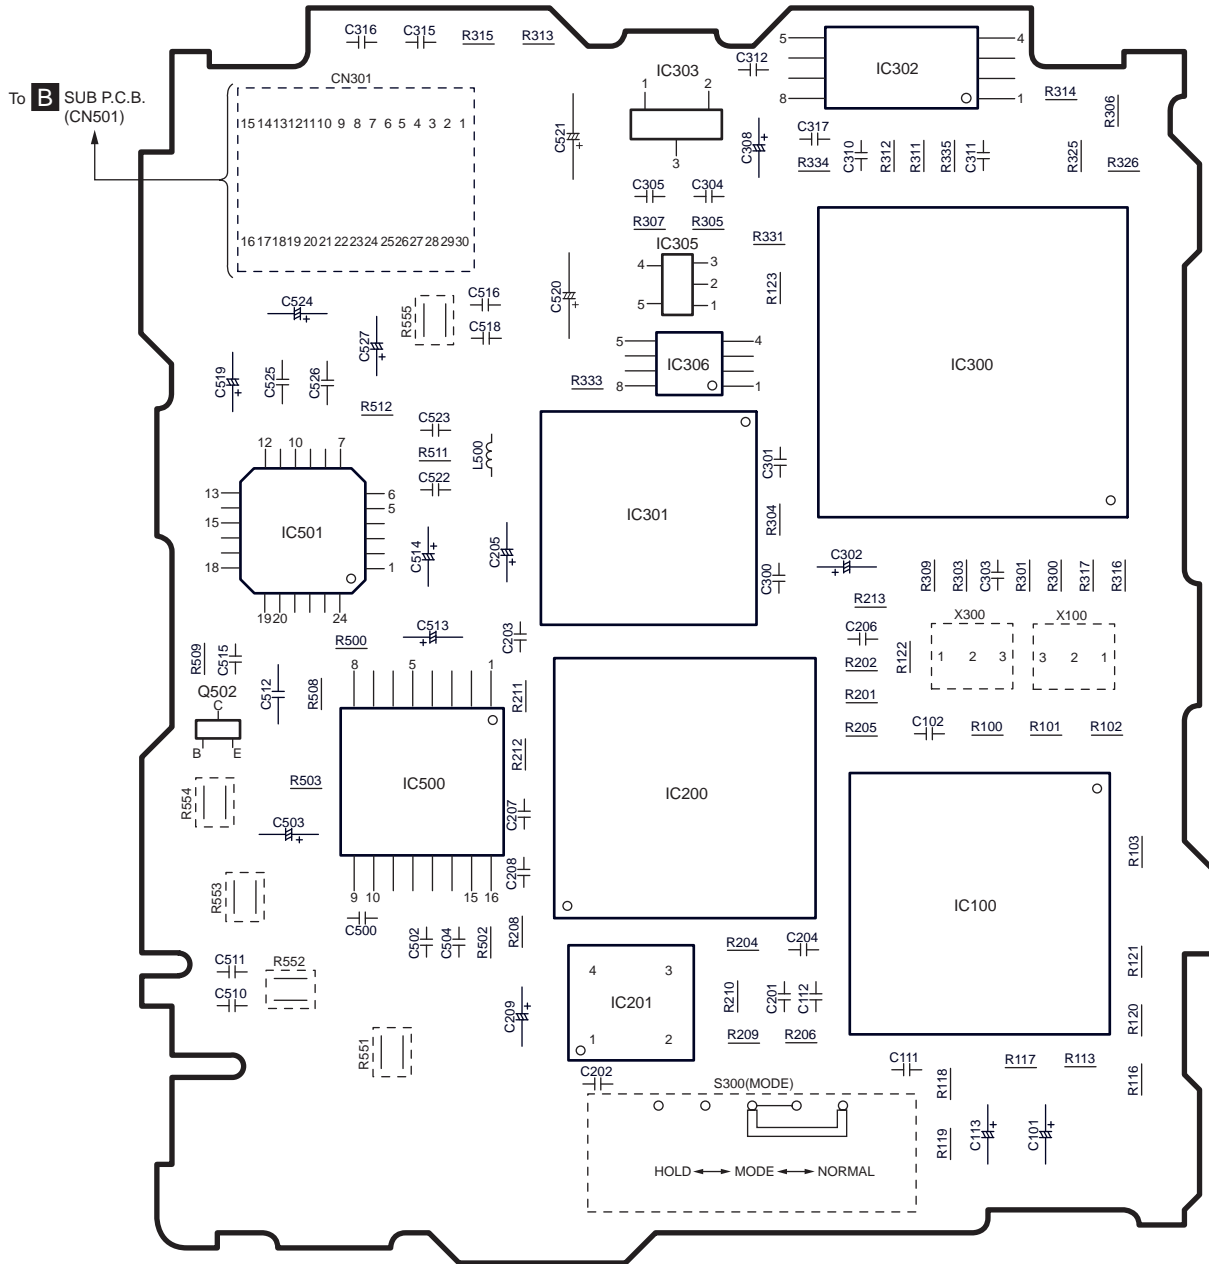 C316 C315 R315 R313
5 4
IC302
C312
IC303
1 2
8 1
R314
R306
CN301
To B SUB P.C.B.
(CN501)
15 14 13 12 11 10 9 8 7 6 5 4 3 2 1
C521
3
C308
C317
R334
C310
R312
R311
R335
C311
R325
R326
C305 C304
R307 R305
16 17 18 19 20 21 22 23 24 25 26 27 28 29 30
IC305
R331
4 3
2
5 1
R123
C520
C524
R555
C516
C518
C527
C519
C525
C526
R512
5 4
IC306
8 1
R333
IC300
C523
R511
C522
L500
C301
R304
IC301
12 10 7
13 6
15 5
IC501
18 1
19 20 24
C514
C205
C300
C302
R309
R303
C303
R301
R300
R317
R316
R213
C206
R202
R201
R205
R122
X300
1 2 3
X100
3 2 1
C513
R500
C203
R509
C515
Q502
C
B E
C512
R508
8 5 1
R211
R212
C102
R100
R101
R102
IC500
IC200
R503
R554
C503
C207
C208
R103
9 10 15 16
R553
C500
C502
C504
R502
R208
IC100
R204
C204
C511
R552
C510
R121
4 3
IC201
1 2
R210
C201
C112
C209
R120
R209
R206
R551
C202
C111
R118
R117
R113
R116
S300(MODE)
R119
C113
C101
HOLD MODE NORMAL